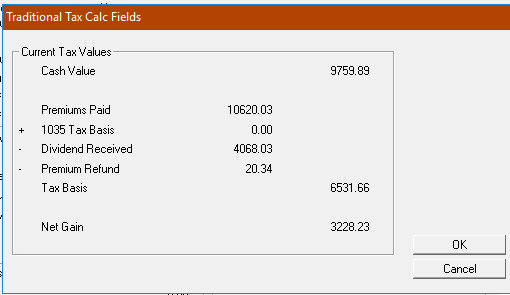 Traditional Tax Calc Fields
Current Tax Values
Cash Value 9759.89
Premiums Paid 10620.03
+ 1035 Tax Basis 0.00
- Dividend Received 4068.03
- Premium Refund 20.34
Tax Basis 6531.66
Net Gain 3228.23
OK
Cancel